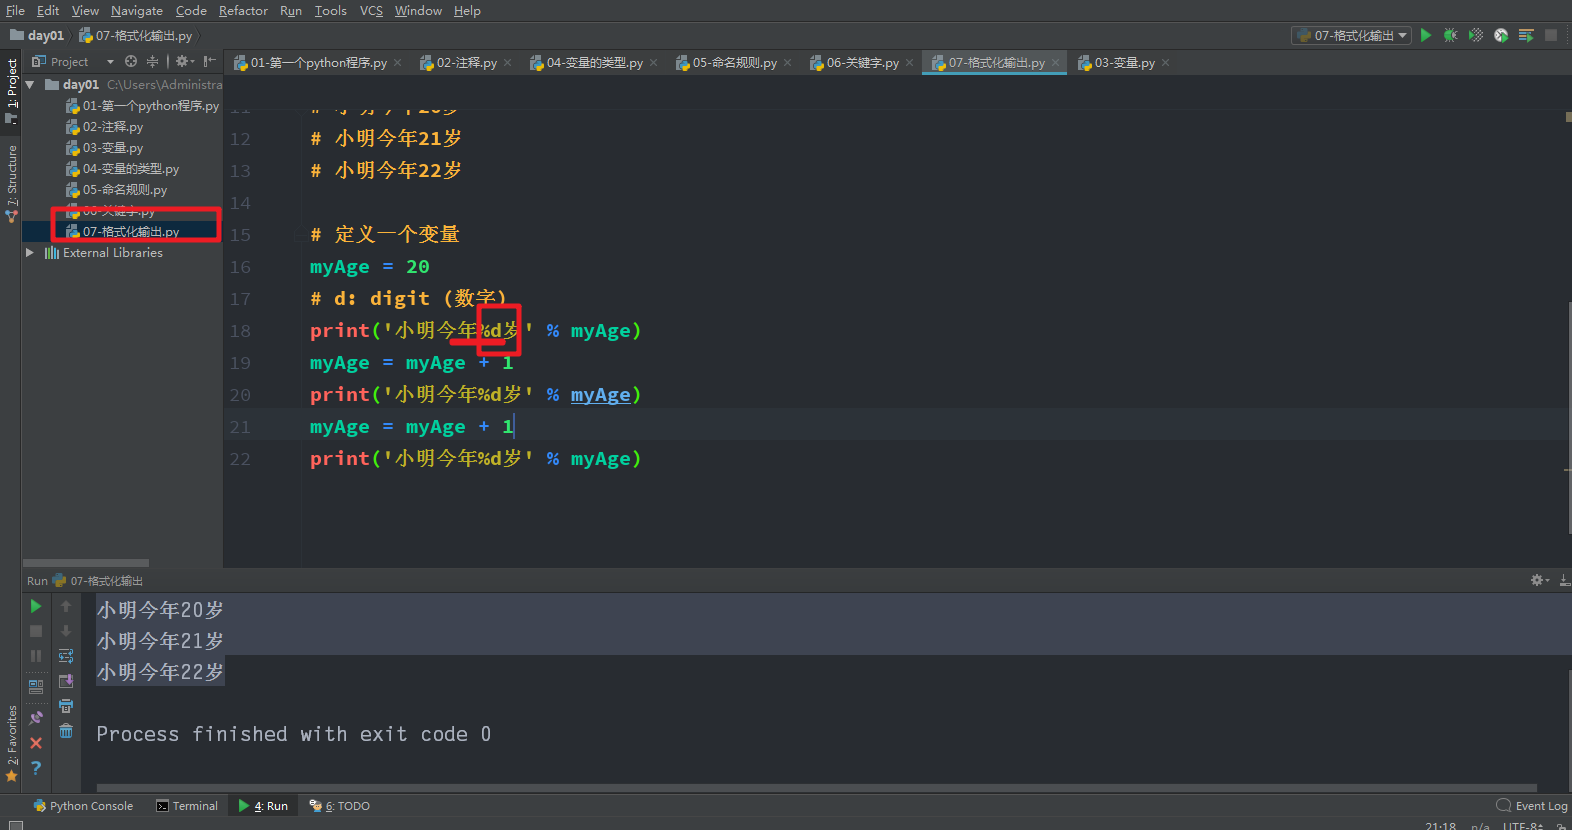 File Edit View Navigate Code Refactor Run Tools VCS Window Help
day01 07-格式化输出.py 07-格式化输出
1: Project
7: Structure
2: Favorites
Project
day01 C:\Users\Administra
01-第一个python程序.py
02-注释.py
03-变量.py
04-变量的类型.py
05-命名规则.py
06-关键字.py
07-格式化输出.py
External Libraries
01-第一个python程序.py 02-注释.py 04-变量的类型.py 05-命名规则.py 06-关键字.py 07-格式化输出.py 03-变量.py
11 # 小明今年20岁
12 # 小明今年21岁
13 # 小明今年22岁
14
15 # 定义一个变量
16 myAge = 20
17 # d: digit (数字)
18 print('小明今年%d岁' % myAge)
19 myAge = myAge + 1
20 print('小明今年%d岁' % myAge)
21 myAge = myAge + 1
22 print('小明今年%d岁' % myAge)
Run 07-格式化输出
小明今年20岁
小明今年21岁
小明今年22岁
Process finished with exit code 0
Python Console Terminal 4: Run 6: TODO Event Log
21:18 n/a UTF-8